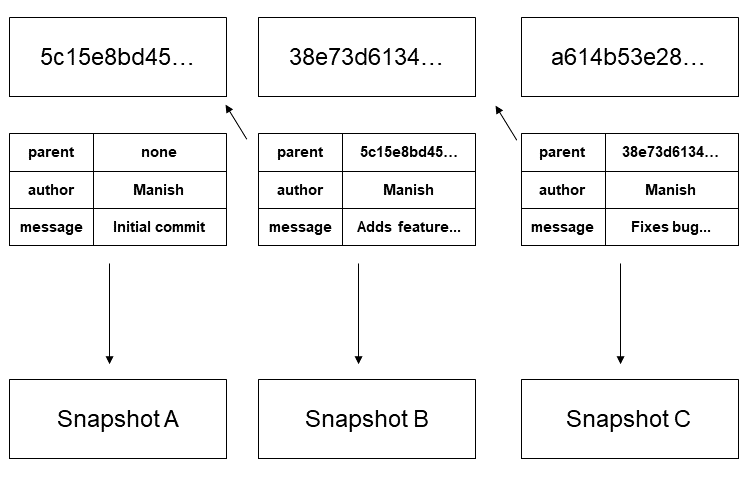 5c15e8bd45…
38e73d6134…
a614b53e28…
parent none
author Manish
message Initial commit
parent 5c15e8bd45…
author Manish
message Adds feature...
parent 38e73d6134…
author Manish
message Fixes bug...
Snapshot A
Snapshot B
Snapshot C